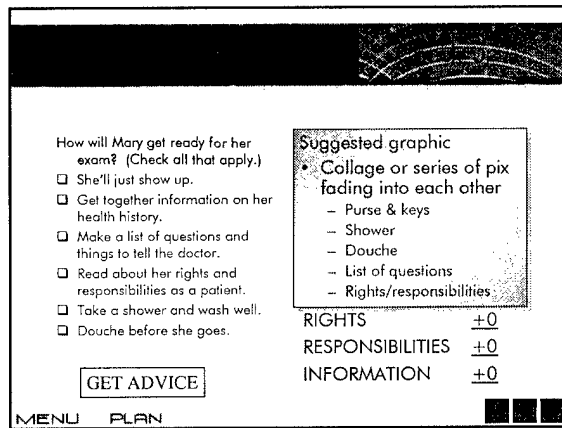 How will Mary get ready for her
exam? (Check all that apply.)
❑ She'll just show up.
❑ Get together information on her
health history.
❑ Make a list of questions and
things to tell the doctor.
❑ Read about her rights and
responsibilities as a patient.
❑ Take a shower and wash well.
❑ Douche before she goes.
GET ADVICE
Suggested graphic
• Collage or series of pix
fading into each other
– Purse & keys
– Shower
– Douche
– List of questions
– Rights/responsibilities
RIGHTS +0
RESPONSIBILITIES +0
INFORMATION +0
MENU PLAN